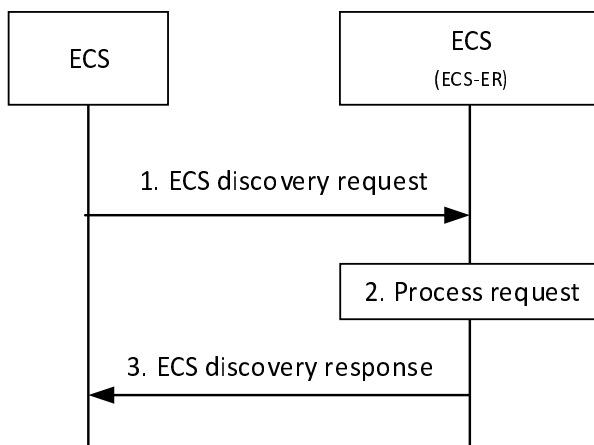 ECS
ECS
(ECS-ER)
1. ECS discovery request
2. Process request
3. ECS discovery response